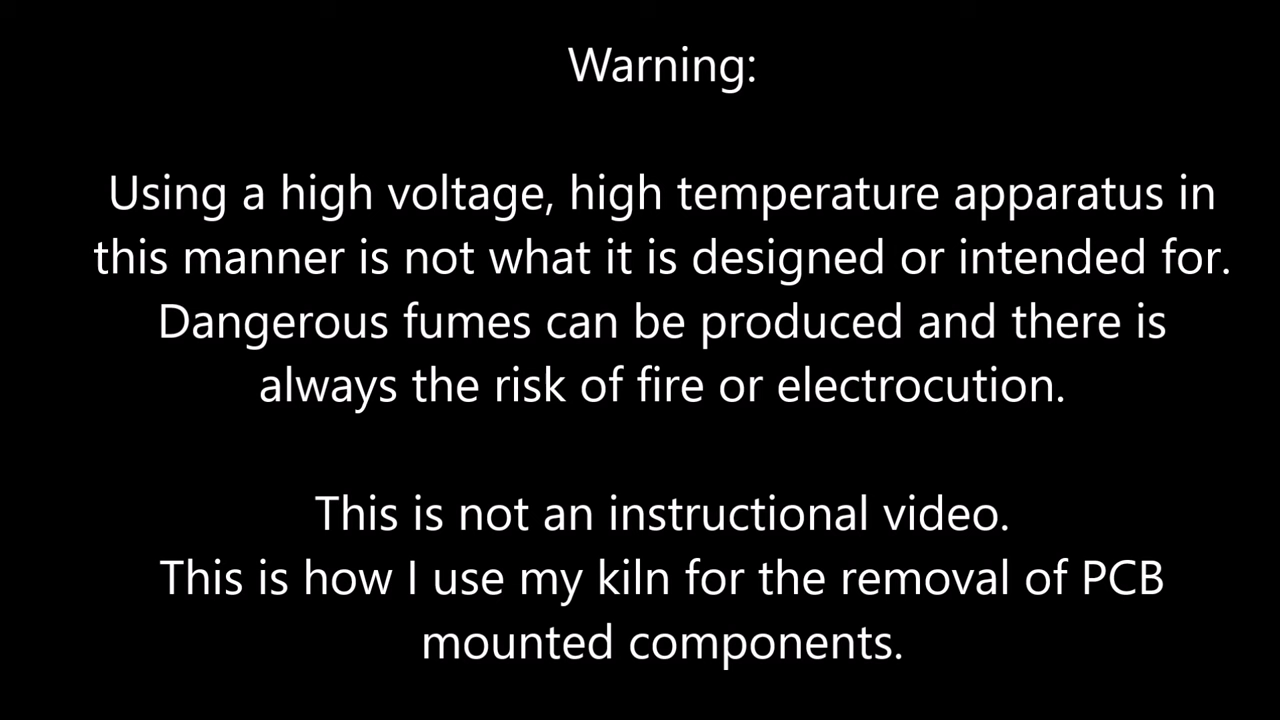 Warning:
Using a high voltage, high temperature apparatus in
this manner is not what it is designed or intended for.
Dangerous fumes can be produced and there is
always the risk of fire or electrocution.
This is not an instructional video.
This is how I use my kiln for the removal of PCB
mounted components.